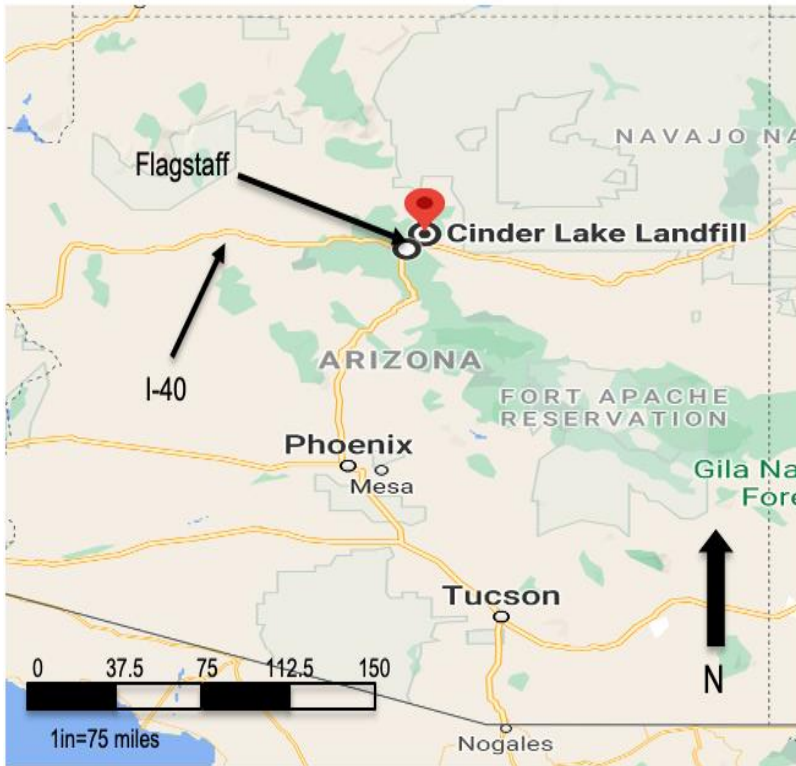 NAVAJO NA
Flagstaff
Cinder Lake Landfill
ARIZONA
I-40
FORT APACHE
RESERVATION
Phoenix
Mesa
Gila Na
Fore
Tucson
0 37.5 75 112.5 150
N
1in=75 miles
Nogales